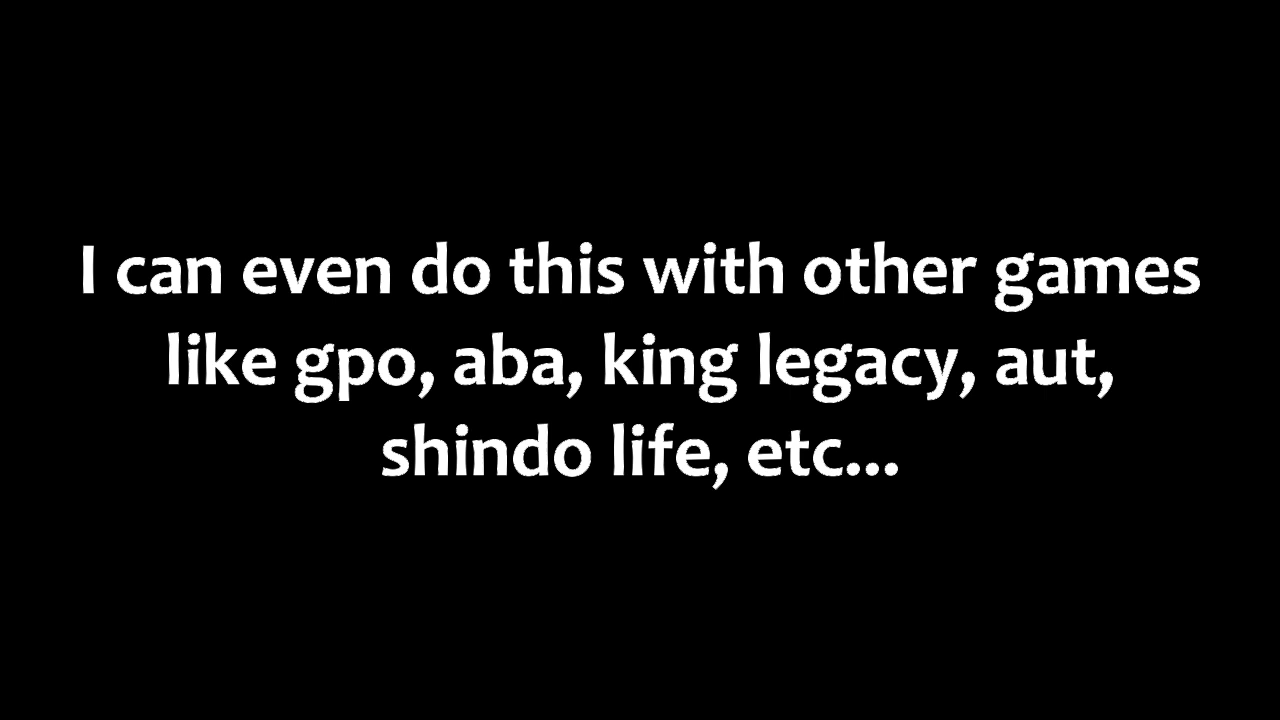 I can even do this with other games
like gpo, aba, king legacy, aut,
shindo life, etc...